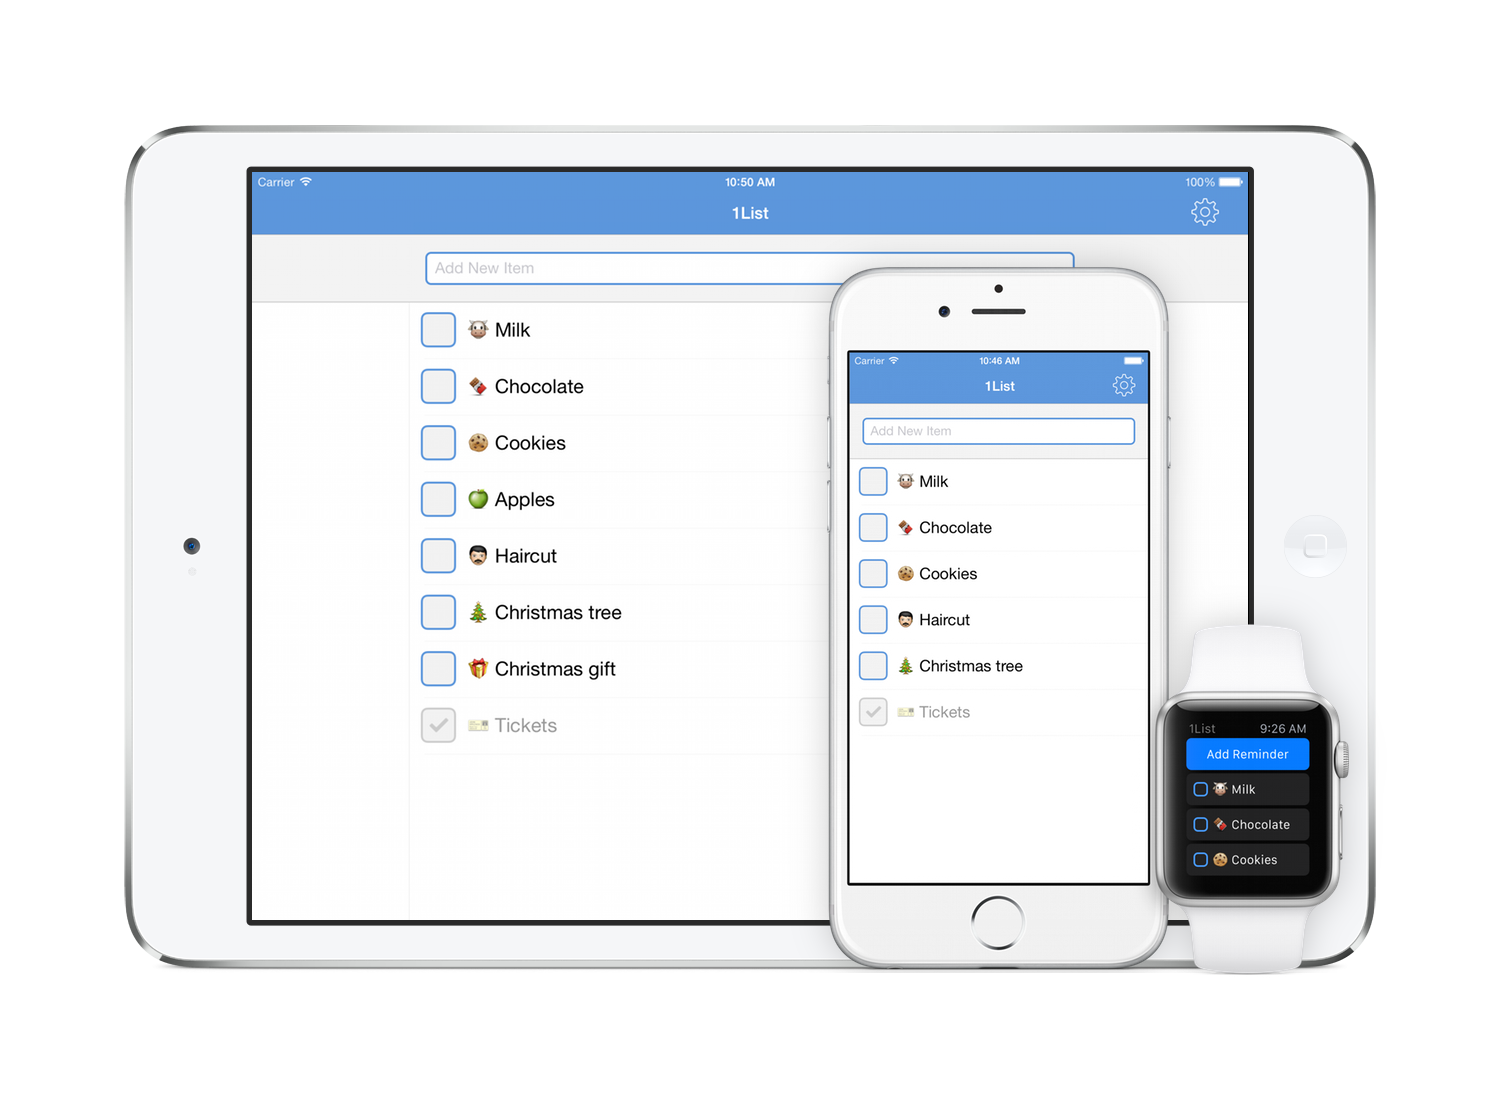 Carrier 10:50 AM 100%
1List
Add New Item
Milk
Chocolate
Cookies
Apples
Haircut
Christmas tree
Christmas gift
Tickets
Carrier 10:46 AM
1List
Add New Item
Milk
Chocolate
Cookies
Haircut
Christmas tree
Tickets
1List 9:26 AM
Add Reminder
Milk
Chocolate
Cookies